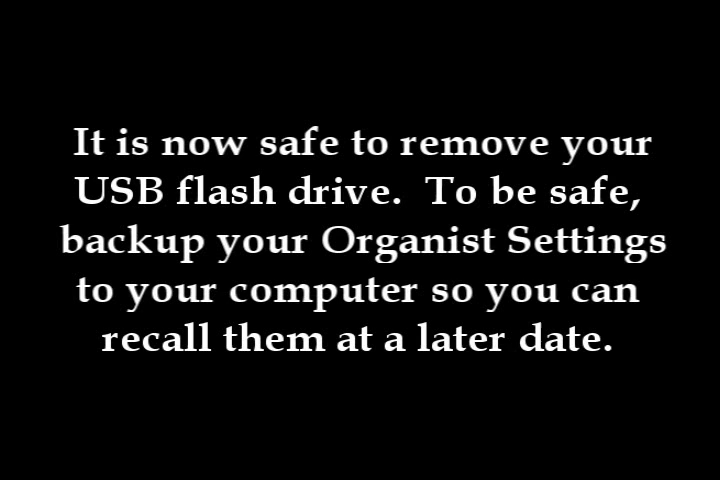 It is now safe to remove your
USB flash drive.  To be safe,
backup your Organist Settings
to your computer so you can
recall them at a later date.